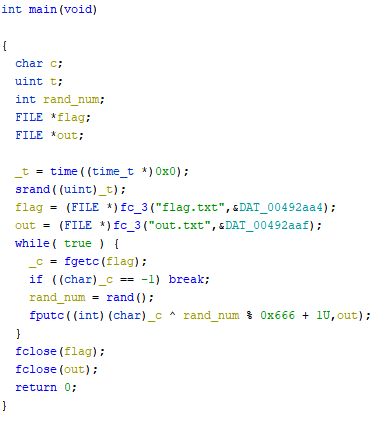 int main(void)
{
char c;
uint t;
int rand_num;
FILE *flag;
FILE *out;
_t = time((time_t *)0x0);
srand((uint)_t);
flag = (FILE *)fc_3("flag.txt",&DAT_00492aa4);
out = (FILE *)fc_3("out.txt",&DAT_00492aaf);
while( true ) {
_c = fgetc(flag);
if ((char)_c == -1) break;
rand_num = rand();
fputc((int)(char)_c ^ rand_num % 0x666 + 1U,out);
}
fclose(flag);
fclose(out);
return 0;
}